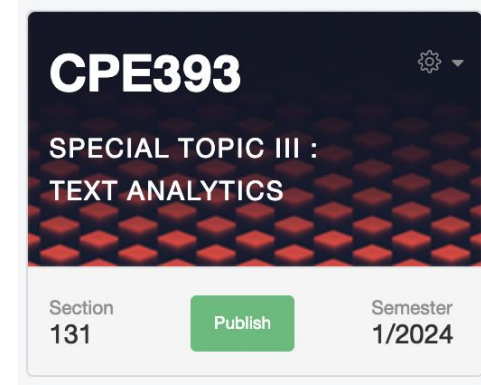 CPE393
SPECIAL TOPIC III :
TEXT ANALYTICS
Section
131
Publish
Semester
1/2024